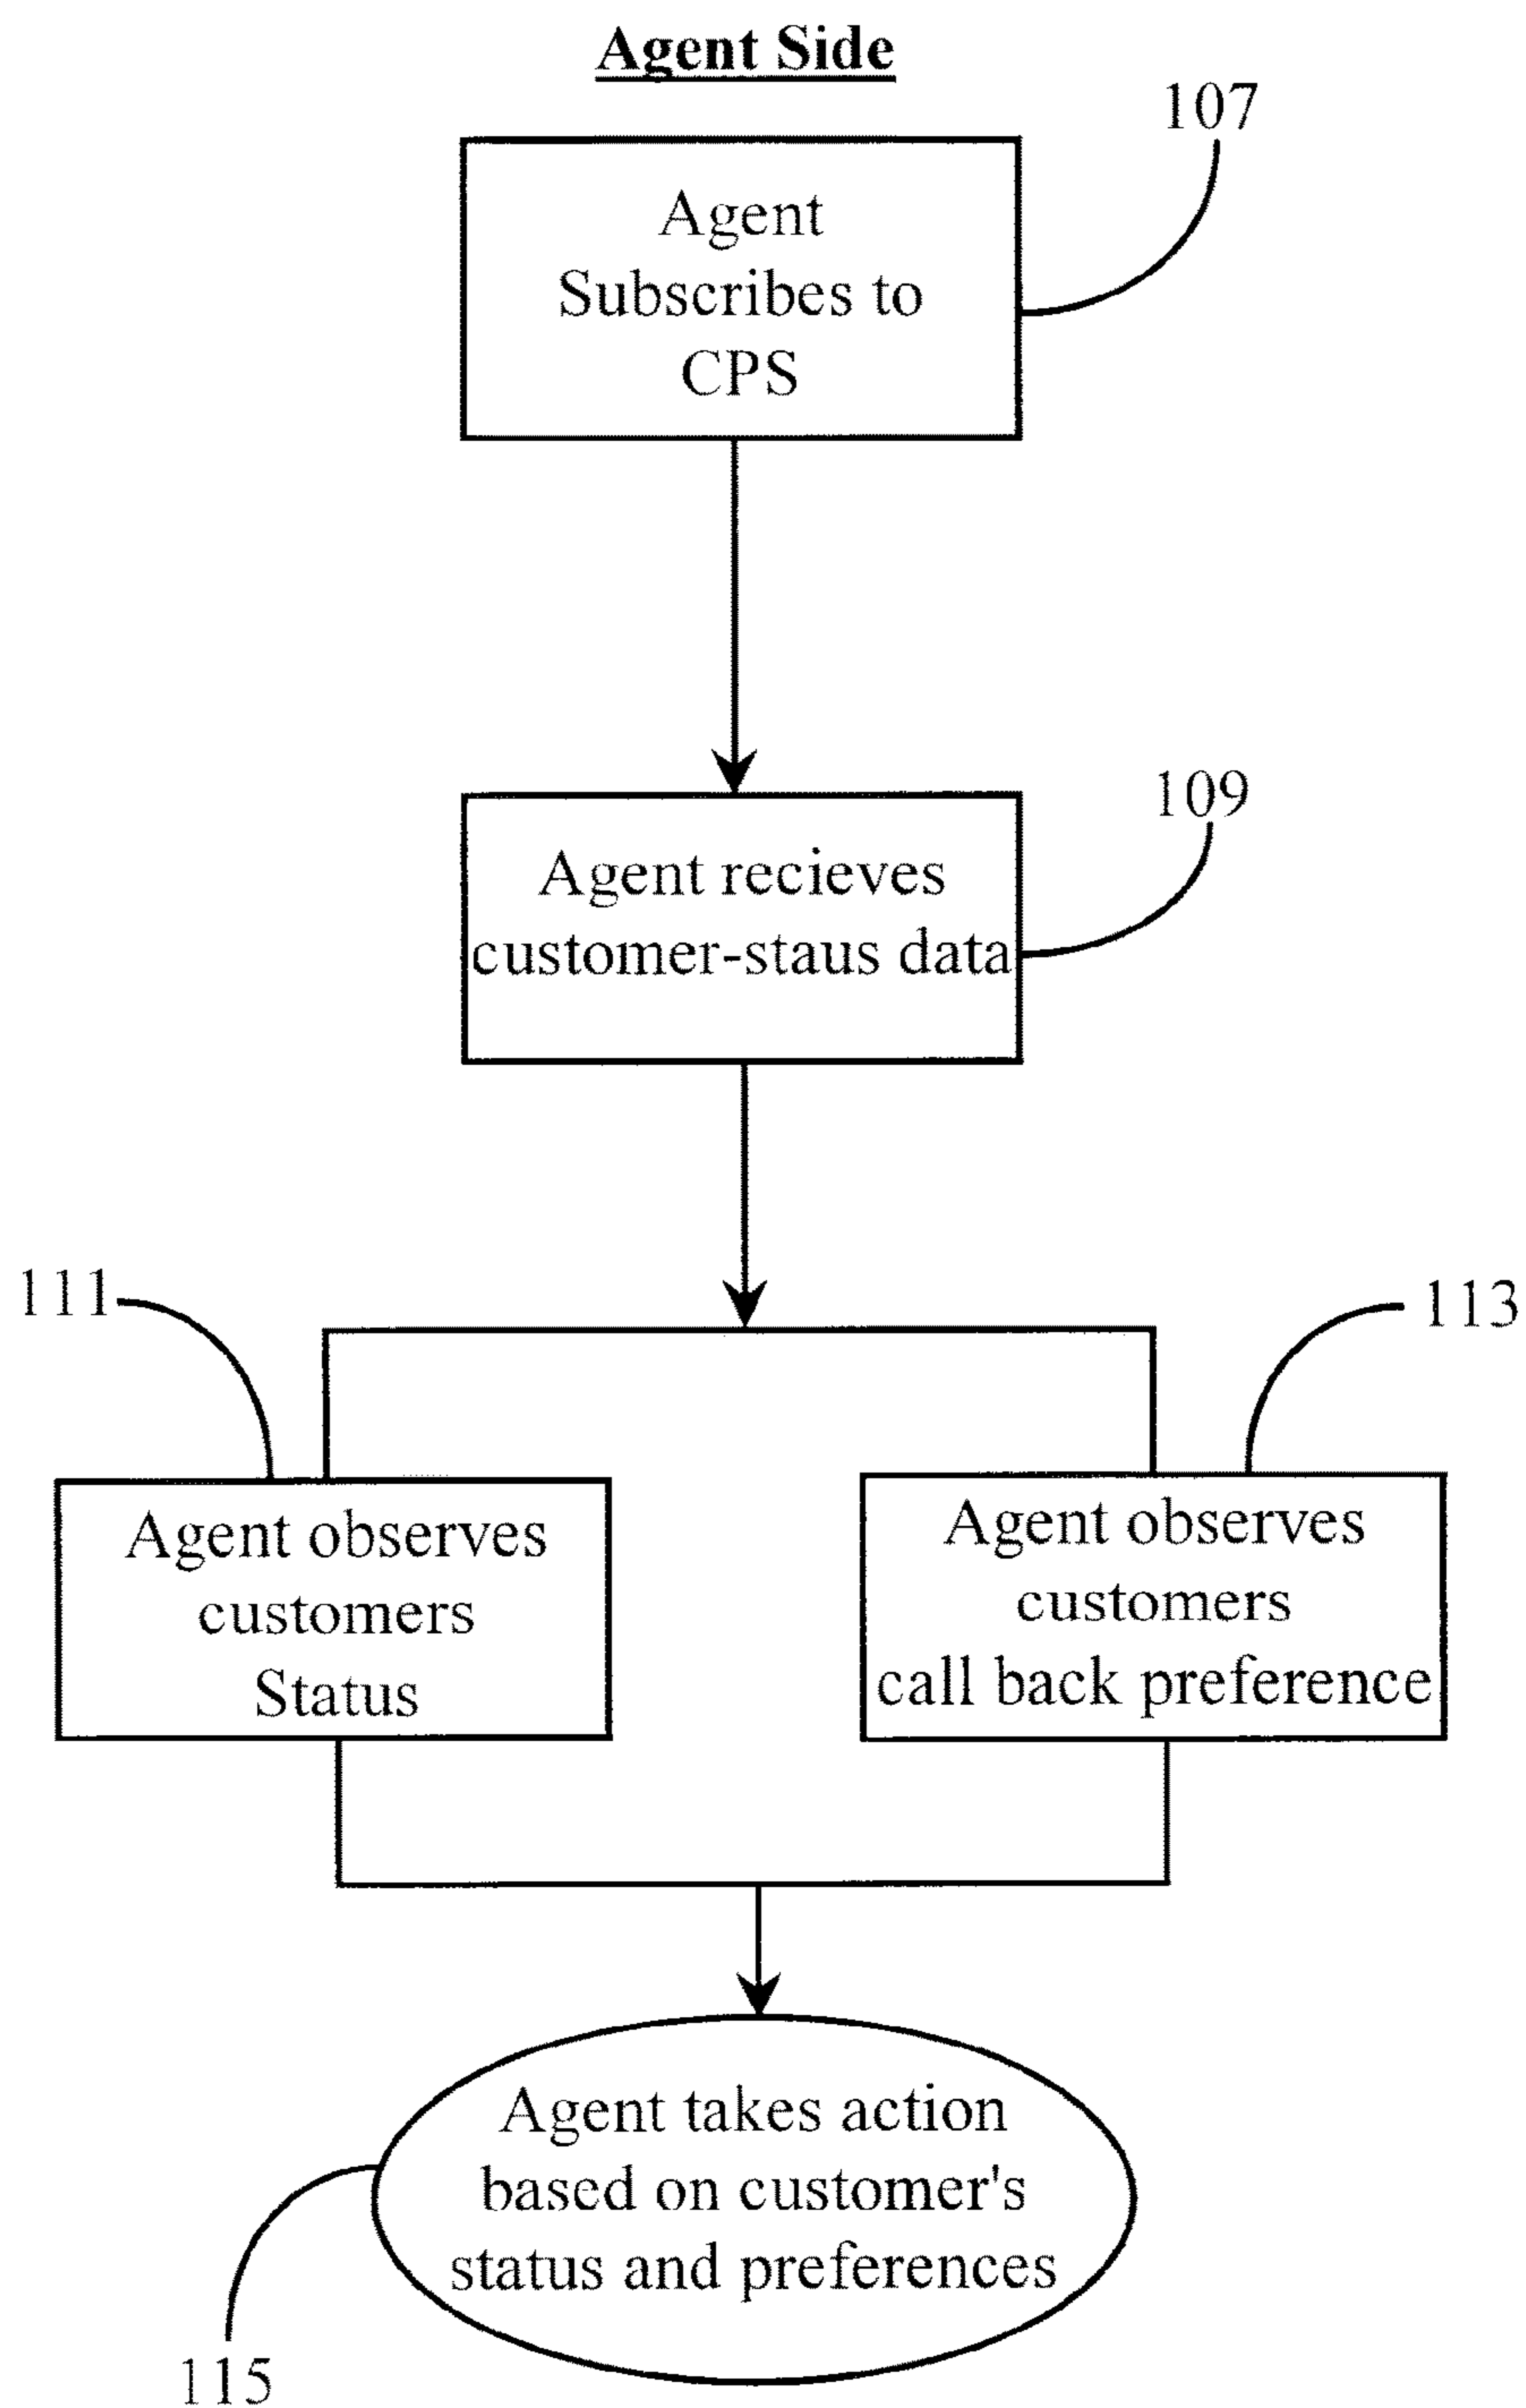 Agent Side
107
Agent
Subscribes to
CPS
109
Agent recieves
customer-staus data
111
113
Agent observes
customers
Status
Agent observes
customers
call back preference
Agent takes action
based on customer's
status and preferences
115